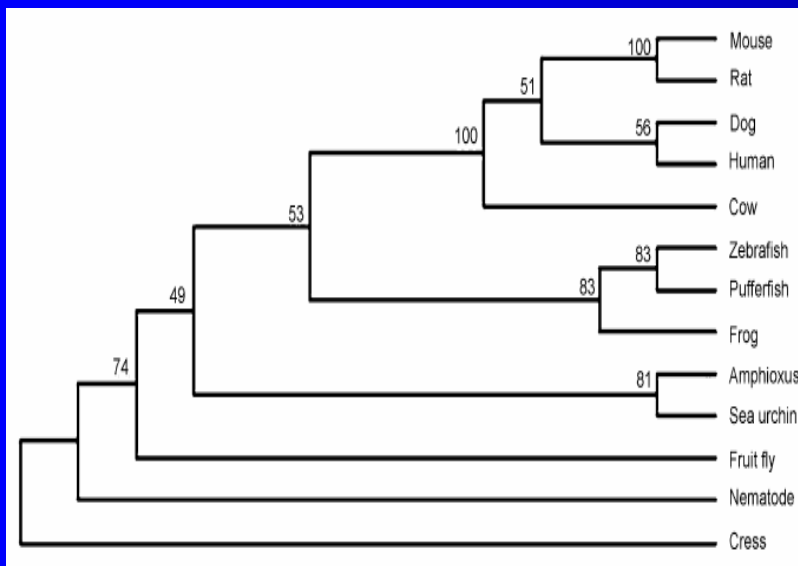 100
Mouse
Rat
51
56
Dog
Human
100
Cow
53
83
Zebrafish
Pufferfish
83
Frog
49
81
Amphioxus
Sea urchin
74
Fruit fly
Nematode
Cress